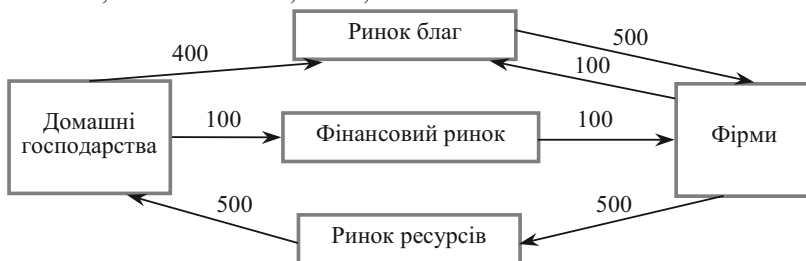 Ринок благ
400
500
100
Домашні
господарства
100
Фінансовий ринок
100
Фірми
500
Ринок ресурсів
500